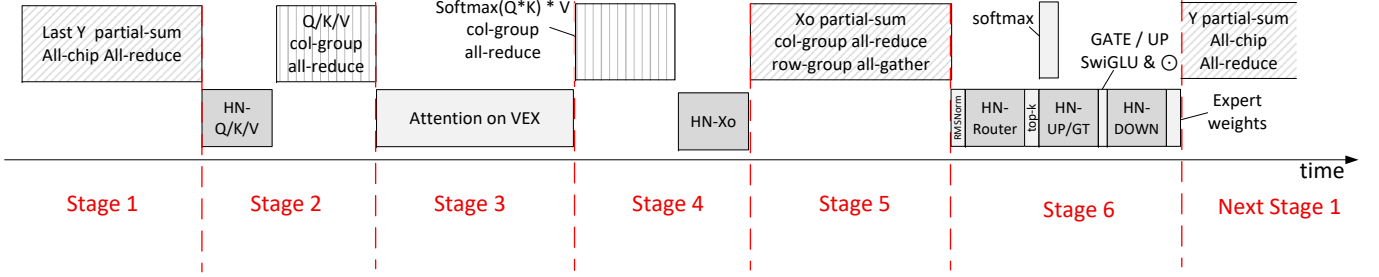 Last Y partial-sum
All-chip All-reduce
HN-
Q/K/V
Q/K/V
col-group
all-reduce
Attention on VEX
Softmax(Q*K) * V
col-group
all-reduce
HN-Xo
Xo partial-sum
col-group all-reduce
row-group all-gather
RMSNorm
HN-
Router
top-k
softmax
HN-
UP/GT
GATE / UP
SwiGLU & ⊙
HN-
DOWN
Expert
weights
Y partial-sum
All-chip
All-reduce
time
Stage 1
Stage 2
Stage 3
Stage 4
Stage 5
Stage 6
Next Stage 1